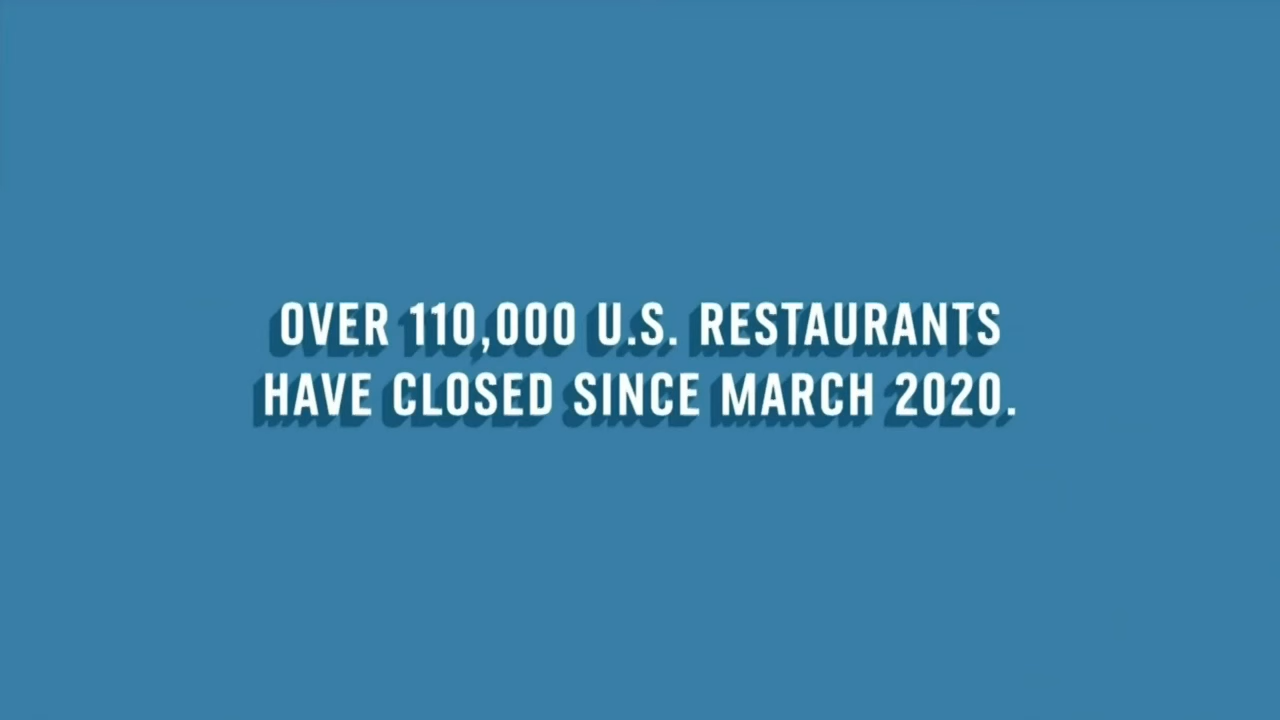 OVER 110,000 U.S. RESTAURANTS
HAVE CLOSED SINCE MARCH 2020.